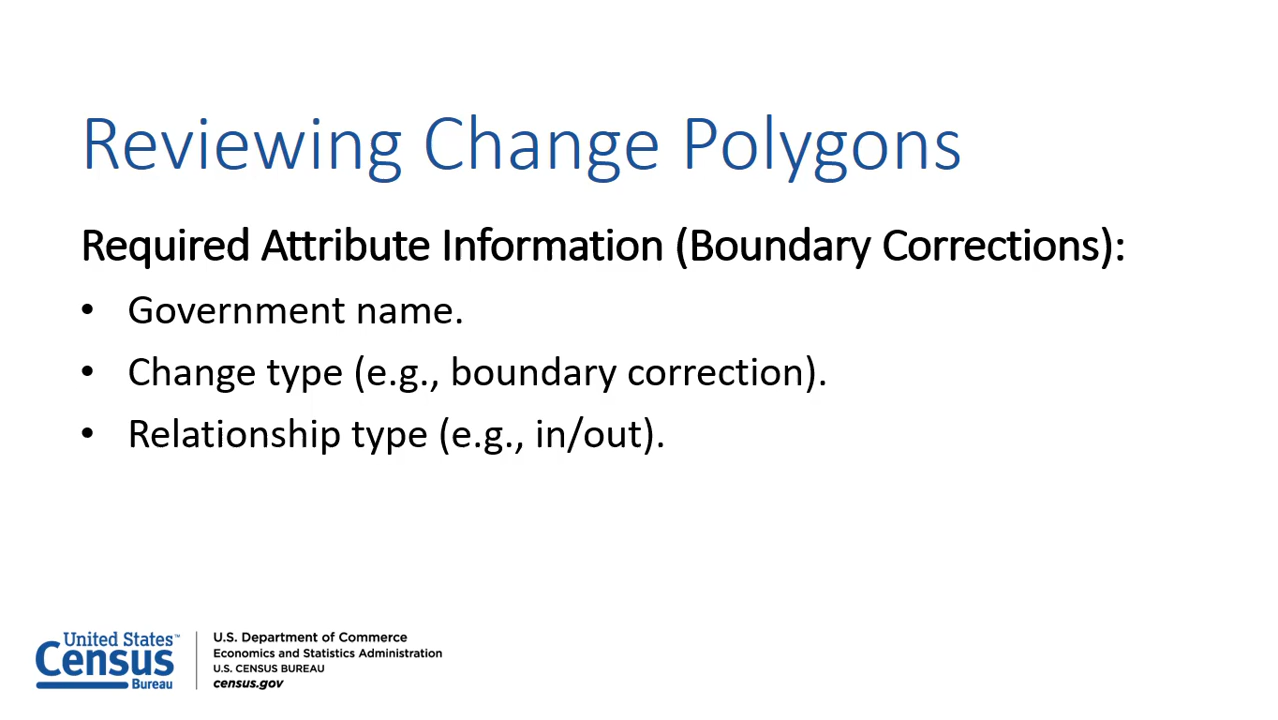 Reviewing Change Polygons
Required Attribute Information (Boundary Corrections):
• Government name.
• Change type (e.g., boundary correction).
• Relationship type (e.g., in/out).
United States™
Census
Bureau
U.S. Department of Commerce
Economics and Statistics Administration
U.S. CENSUS BUREAU
census.gov